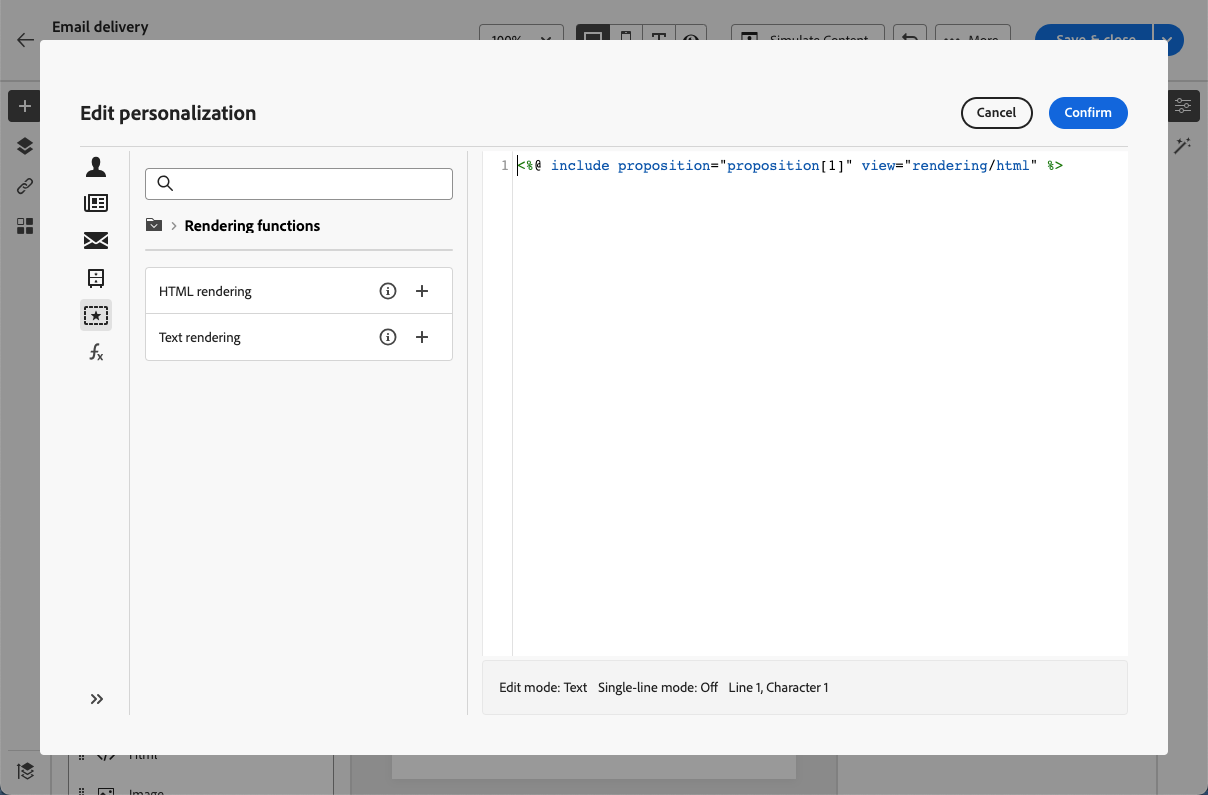 Email delivery
100%
Simulate Content
More
Save & close
Edit personalization
Cancel
Confirm
1
<%@ include proposition="proposition[1]" view="rendering/html" %>
Rendering functions
HTML rendering
Text rendering
Edit mode: Text Single-line mode: Off Line 1, Character 1
Html
Image